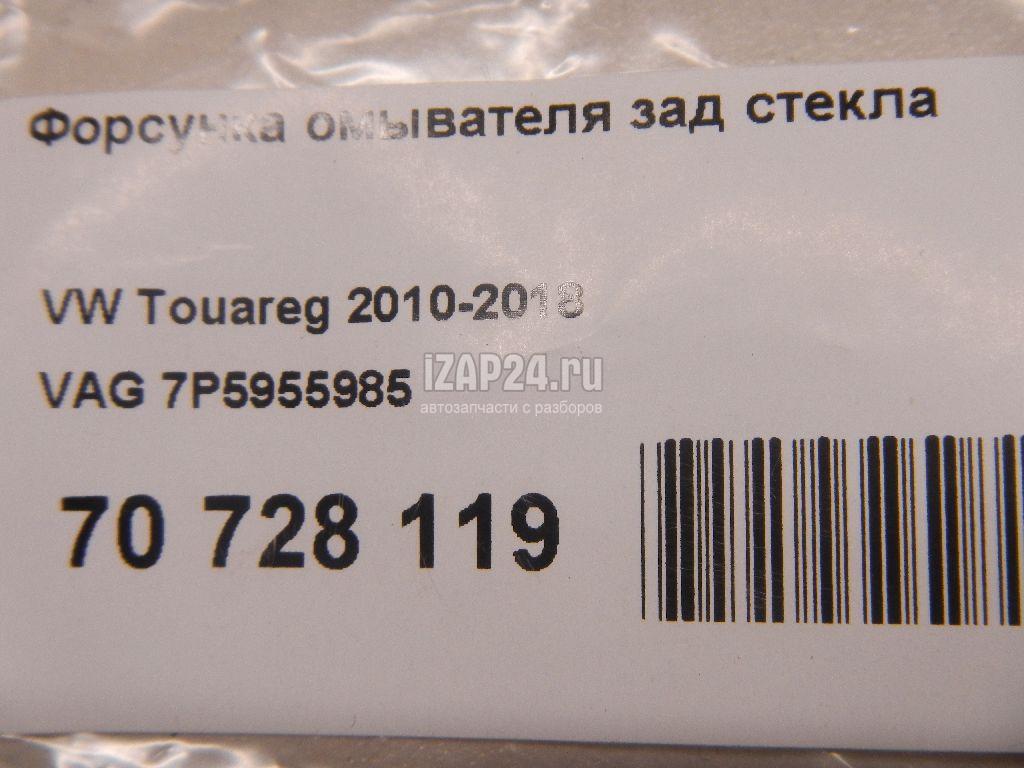 Форсунка омывателя зад стекла
VW Touareg 2010-2018
VAG 7P5955985
iZAP24.ru
автозапчасти с разборов
70 728 119